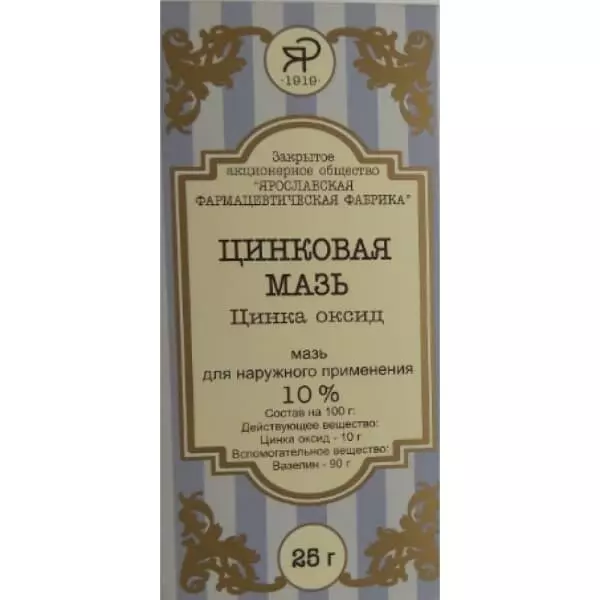 ЯР
·1919·
Закрытое
акционерное общество
"ЯРОСЛАВСКАЯ
ФАРМАЦЕВТИЧЕСКАЯ ФАБРИКА"
ЦИНКОВАЯ
МАЗЬ
Цинка оксид
мазь
для наружного применения
10 %
Состав на 100 г:
Действующее вещество:
Цинка оксид - 10 г
Вспомогательное вещество:
Вазелин - 90 г
25 г